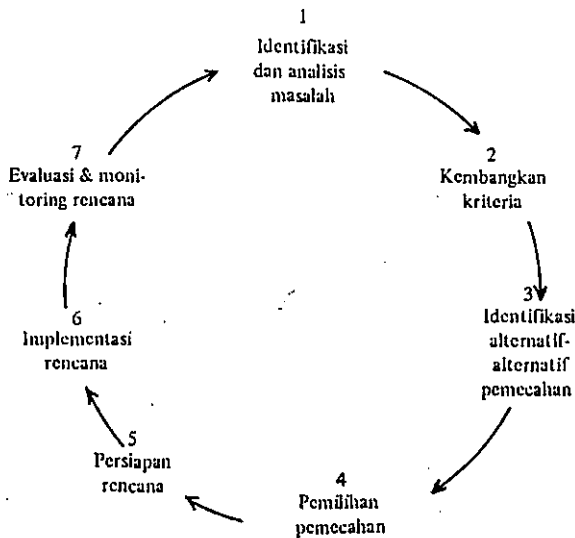 1
Identifikasi
dan analisis
masalah
2
Kembangkan
kriteria
3
Identifikasi
alternatif-
alternatif
pemecahan
4
Pemilihan
pemecahan
5
Persiapan
rencana
6
Implementasi
rencana
7
Evaluasi & moni-
toring rencana